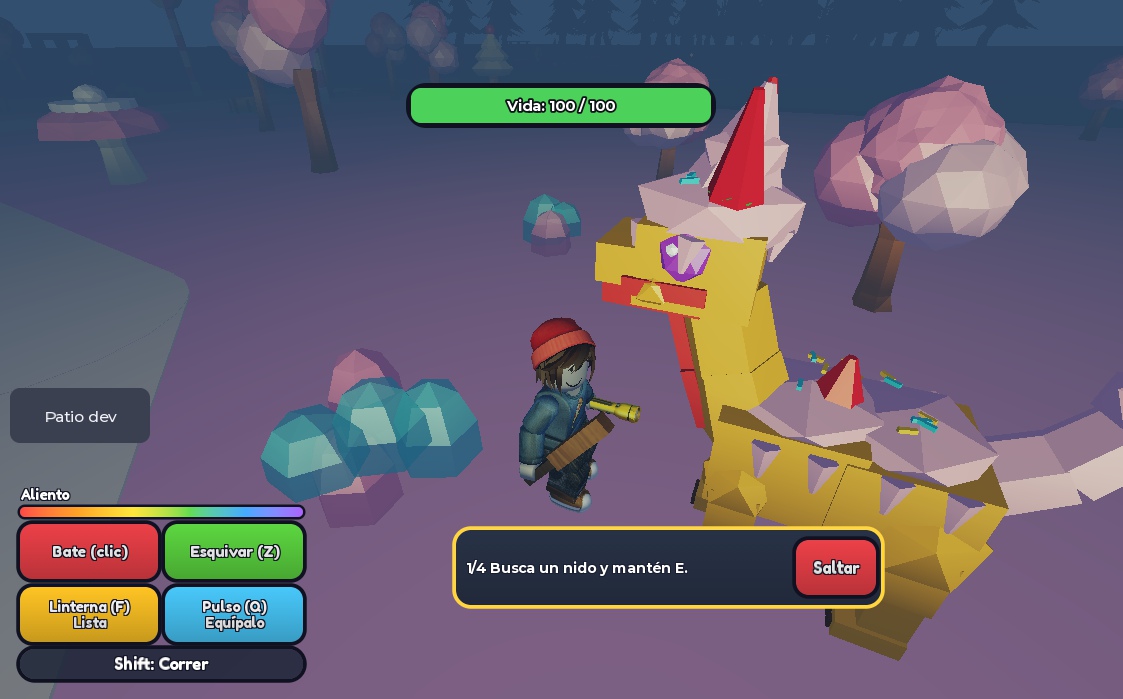 Vida: 100 / 100
Patio dev
Aliento
Bate (clic)
Esquivar (Z)
Linterna (F)
Lista
Pulso (Q)
Equípalo
Shift: Correr
1/4 Busca un nido y mantén E.
Saltar